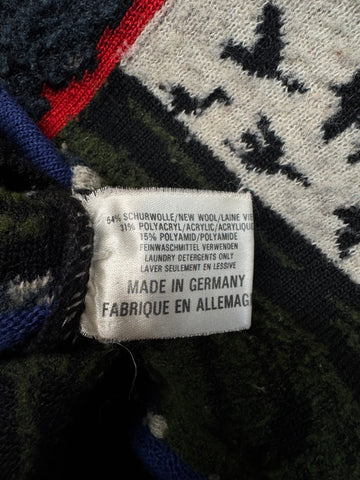 54% SCHURWOLLE/NEW WOOL/LAINE VIE
31% POLYACRYL/ACRYLIC/ACRYLIQUE
15% POLYAMID/POLYAMIDE
FEINWASCHMITTEL VERWENDEN
LAUNDRY DETERGENTS ONLY
LAVER SEULEMENT EN LESSIVE
MADE IN GERMANY
FABRIQUE EN ALLEMAG